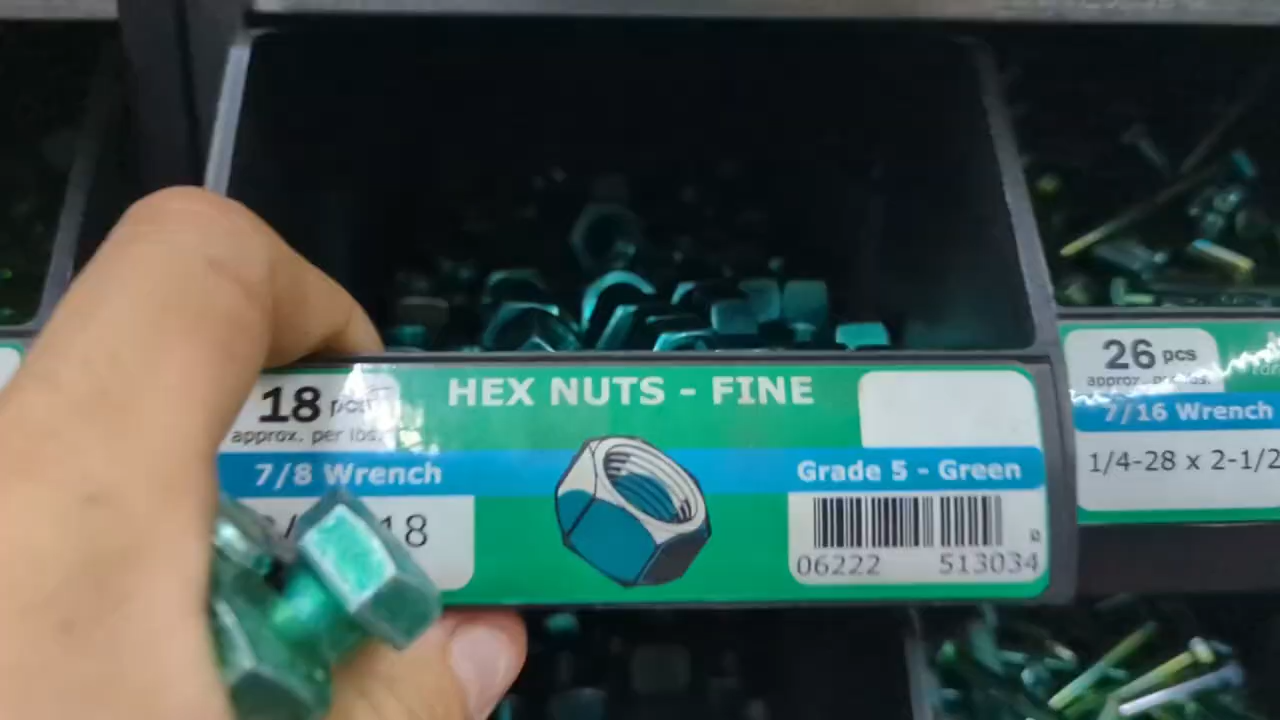 18 pcs
approx. per lbs.
HEX NUTS - FINE
7/8 Wrench
Grade 5 - Green
18
06222 513034
26 pcs
7/16 Wrench
1/4-28 x 2-1/2